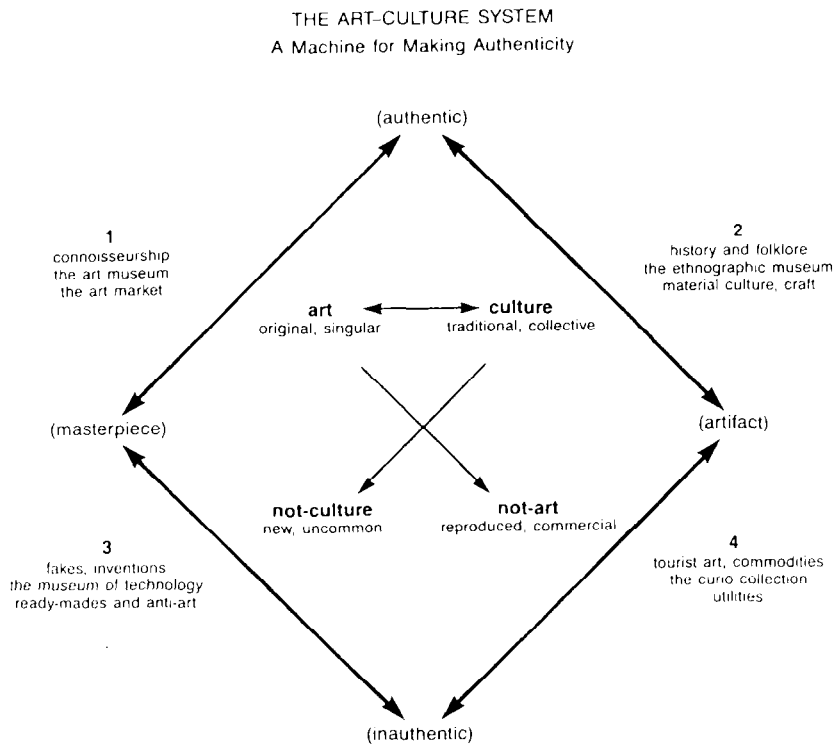 THE ART–CULTURE SYSTEM
A Machine for Making Authenticity
(authentic)
1
connoisseurship
the art museum
the art market
2
history and folklore
the ethnographic museum
material culture, craft
art
original, singular
culture
traditional, collective
(masterpiece)
(artifact)
not-culture
new, uncommon
not-art
reproduced, commercial
3
fakes, inventions
the museum of technology
ready-mades and anti-art
4
tourist art, commodities
the curio collection
utilities
(inauthentic)